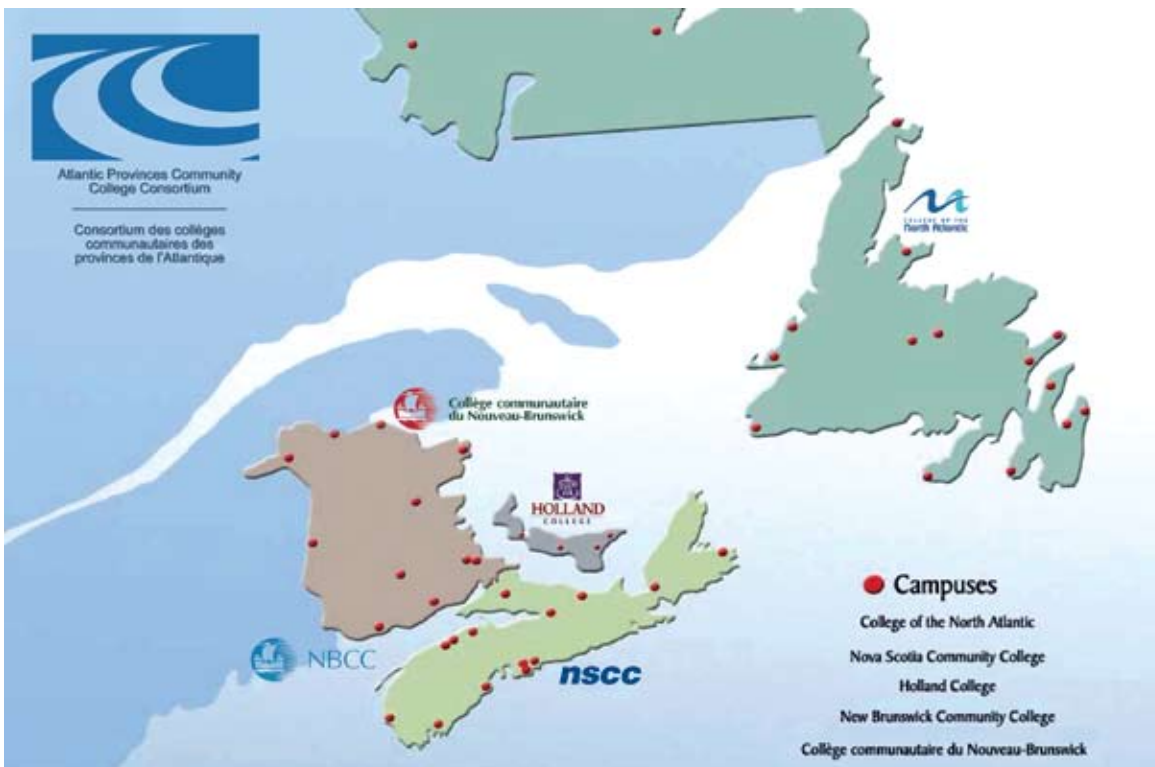 Atlantic Provinces Community
College Consortium
Consortium des collèges
communautaires des
provinces de l'Atlantique
COLLEGE OF THE
North Atlantic
Collège communautaire
du Nouveau-Brunswick
HOLLAND
COLLEGE
NBCC
nscc
Campuses
College of the North Atlantic
Nova Scotia Community College
Holland College
New Brunswick Community College
Collège communautaire du Nouveau-Brunswick